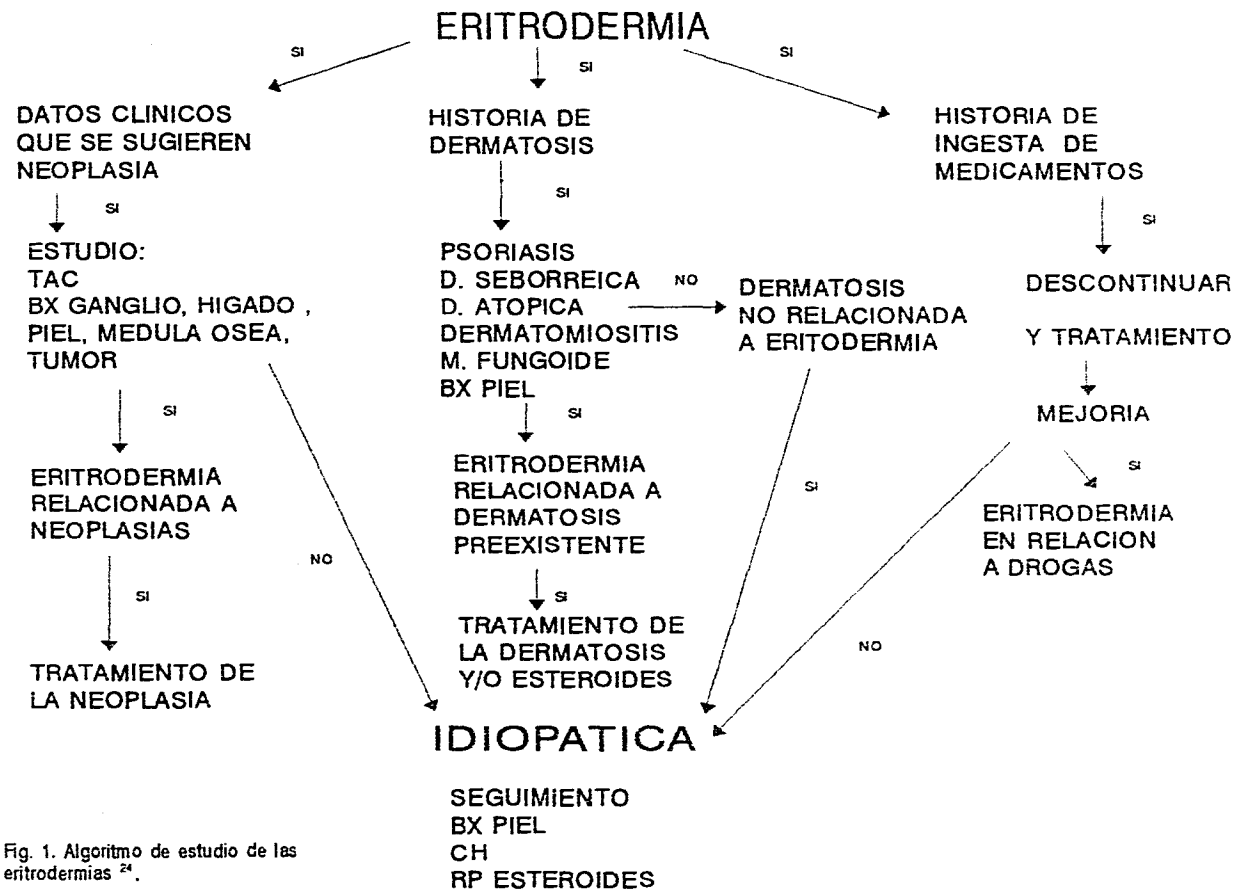 ERITRODERMIA
SI
SI
SI
DATOS CLINICOS
QUE SE SUGIEREN
NEOPLASIA
SI
ESTUDIO:
TAC
BX GANGLIO, HIGADO ,
PIEL, MEDULA OSEA,
TUMOR
SI
NO
ERITRODERMIA
RELACIONADA A
NEOPLASIAS
SI
TRATAMIENTO DE
LA NEOPLASIA
HISTORIA DE
DERMATOSIS
SI
PSORIASIS
D. SEBORREICA
D. ATOPICA
DERMATOMIOSITIS
M. FUNGOIDE
BX PIEL
NO
DERMATOSIS
NO RELACIONADA
A ERITODERMIA
SI
SI
ERITRODERMIA
RELACIONADA A
DERMATOSIS
PREEXISTENTE
SI
TRATAMIENTO DE
LA DERMATOSIS
Y/O ESTEROIDES
HISTORIA DE
INGESTA DE
MEDICAMENTOS
SI
DESCONTINUAR
Y TRATAMIENTO
MEJORIA
SI
ERITRODERMIA
EN RELACION
A DROGAS
NO
IDIOPATICA
SEGUIMIENTO
BX PIEL
CH
RP ESTEROIDES
Fig. 1. Algoritmo de estudio de las
eritrodermias 24.